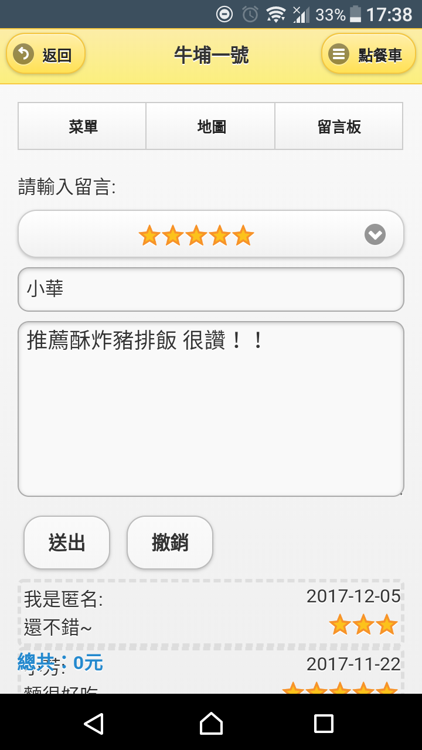 33% 17:38
返回
牛埔一號
點餐車
菜單
地圖
留言板
請輸入留言:
小華
推薦酥炸豬排飯 很讚！！
送出
撤銷
我是匿名:
2017-12-05
還不錯~
總共：0元
2017-11-22